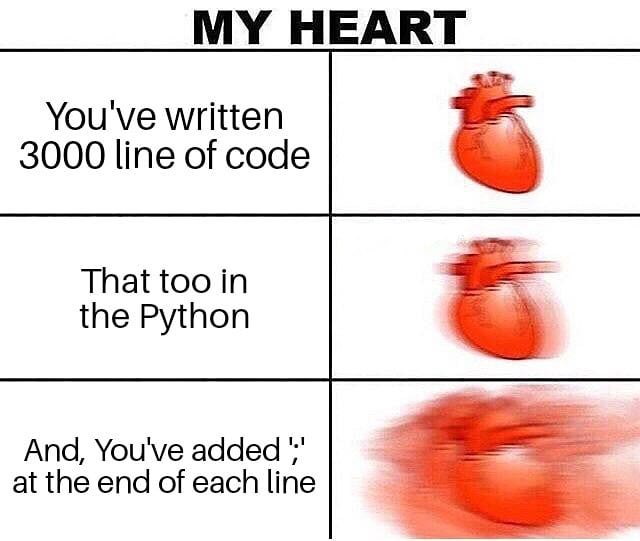 MY HEART
You've written
3000 line of code
That too in
the Python
And, You've added ';'
at the end of each line